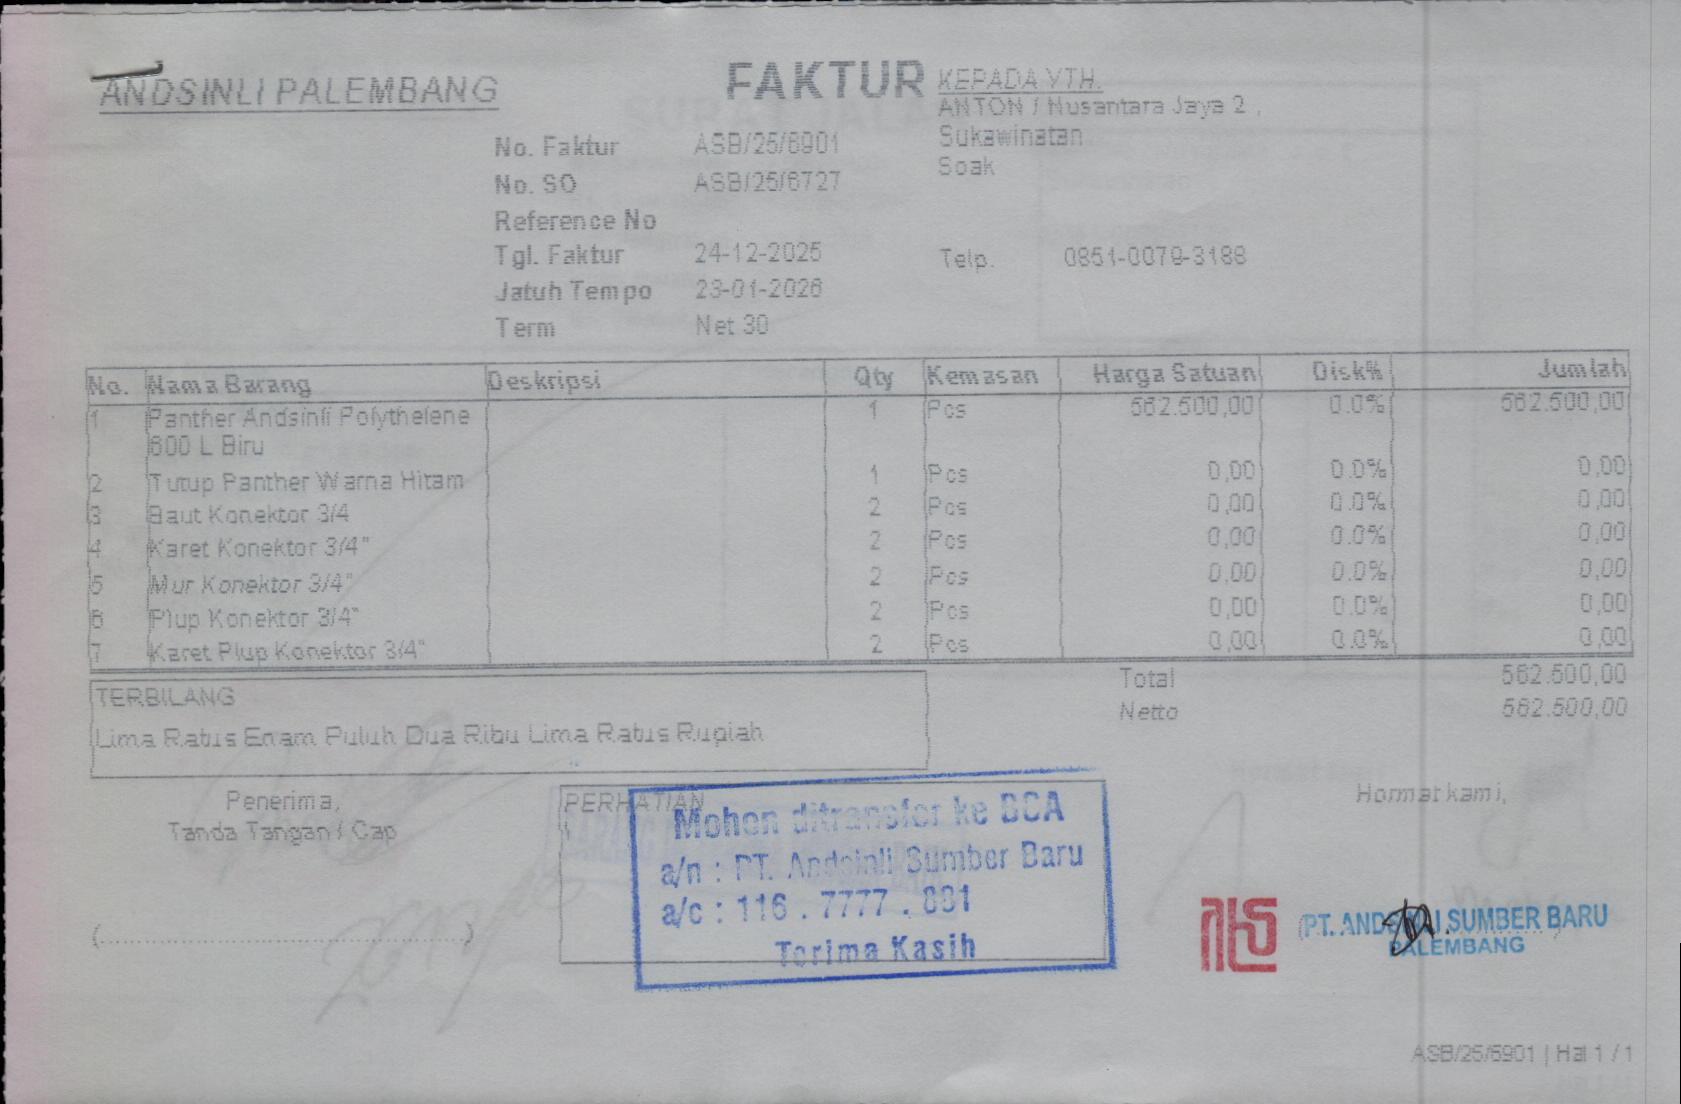 ANDSINLI PALEMBANG
FAKTUR
KEPADA YTH.
ANTON / Nusantara Jaya 2 ,
Sukawinatan
Soak
No. Faktur ASB/25/6901
No. SO ASB/25/6727
Reference No
Tgl. Faktur 24-12-2025
Telp. 0851-0079-3188
Jatuh Tempo 23-01-2026
Term Net 30
No. Nama Barang Deskripsi Qty Kemasan Harga Satuan Disk% Jumlah
1 Panther Andsinli Polythelene 1 Pcs 562.500,00 0.0% 562.500,00
600 L Biru
2 Tutup Panther Warna Hitam 1 Pcs 0,00 0.0% 0,00
3 Baut Konektor 3/4 2 Pcs 0,00 0.0% 0,00
4 Karet Konektor 3/4" 2 Pcs 0,00 0.0% 0,00
5 Mur Konektor 3/4" 2 Pcs 0,00 0.0% 0,00
6 Plup Konektor 3/4" 2 Pcs 0,00 0.0% 0,00
7 Karet Plup Konektor 3/4" 2 Pcs 0,00 0.0% 0,00
Total 562.500,00
Netto 562.500,00
TERBILANG
Lima Ratus Enam Puluh Dua Ribu Lima Ratus Rupiah
Penerima,
Tanda Tangan / Cap
(......................................................)
PERHATIAN
Mohon ditransfer ke BCA
a/n : PT. Andsinli Sumber Baru
a/c : 116 . 7777 . 881
Terima Kasih
Hormat kami,
PT. ANDSINLI SUMBER BARU
PALEMBANG
ASB/25/6901 | Hal 1 / 1